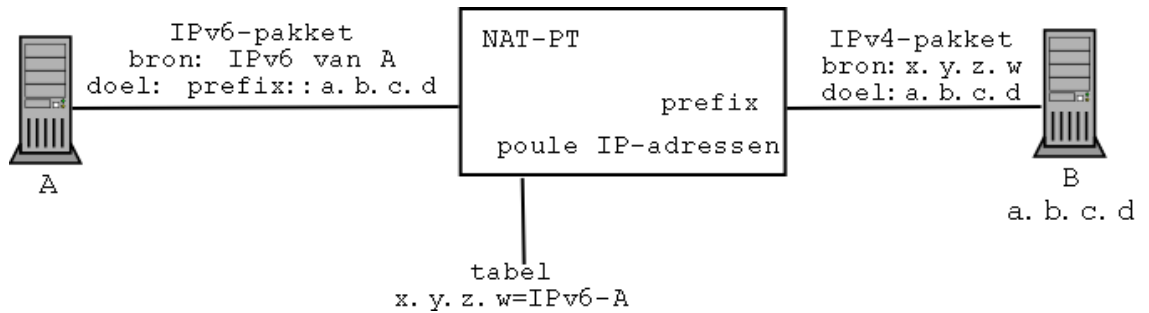 IPv6-pakket
bron: IPv6 van A
doel: prefix::a.b.c.d
A
NAT-PT
prefix
poule IP-adressen
IPv4-pakket
bron:x.y.z.w
doel:a.b.c.d
B
a.b.c.d
tabel
x.y.z.w=IPv6-A